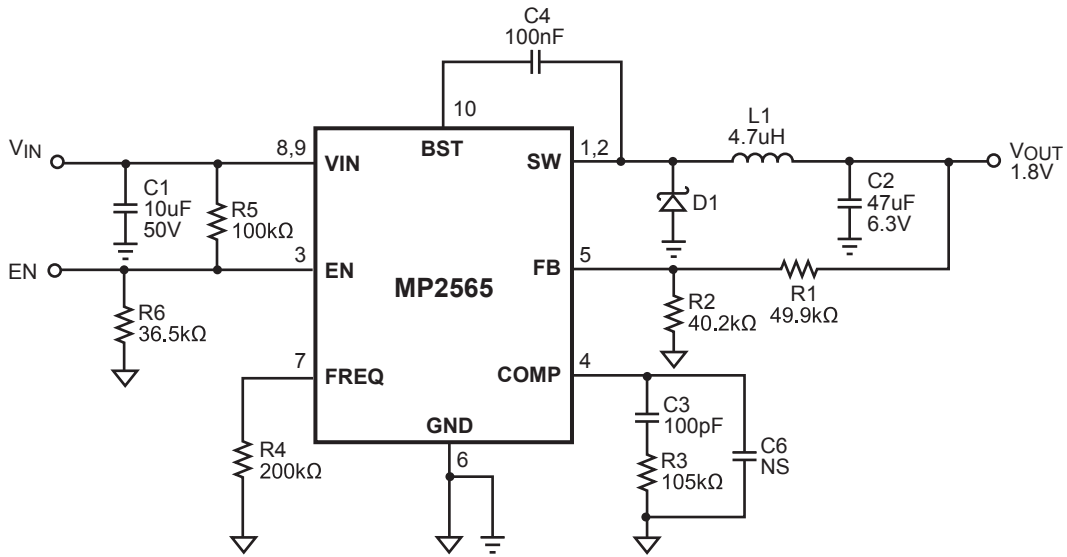 C4
100nF
10
BST
VIN
8,9
VIN
C1
10uF
50V
R5
100kΩ
EN
3
EN
R6
36.5kΩ
MP2565
7
FREQ
R4
200kΩ
GND
6
SW
1,2
L1
4.7uH
VOUT
1.8V
D1
C2
47uF
6.3V
FB
5
R2
40.2kΩ
R1
49.9kΩ
COMP
4
C3
100pF
R3
105kΩ
C6
NS